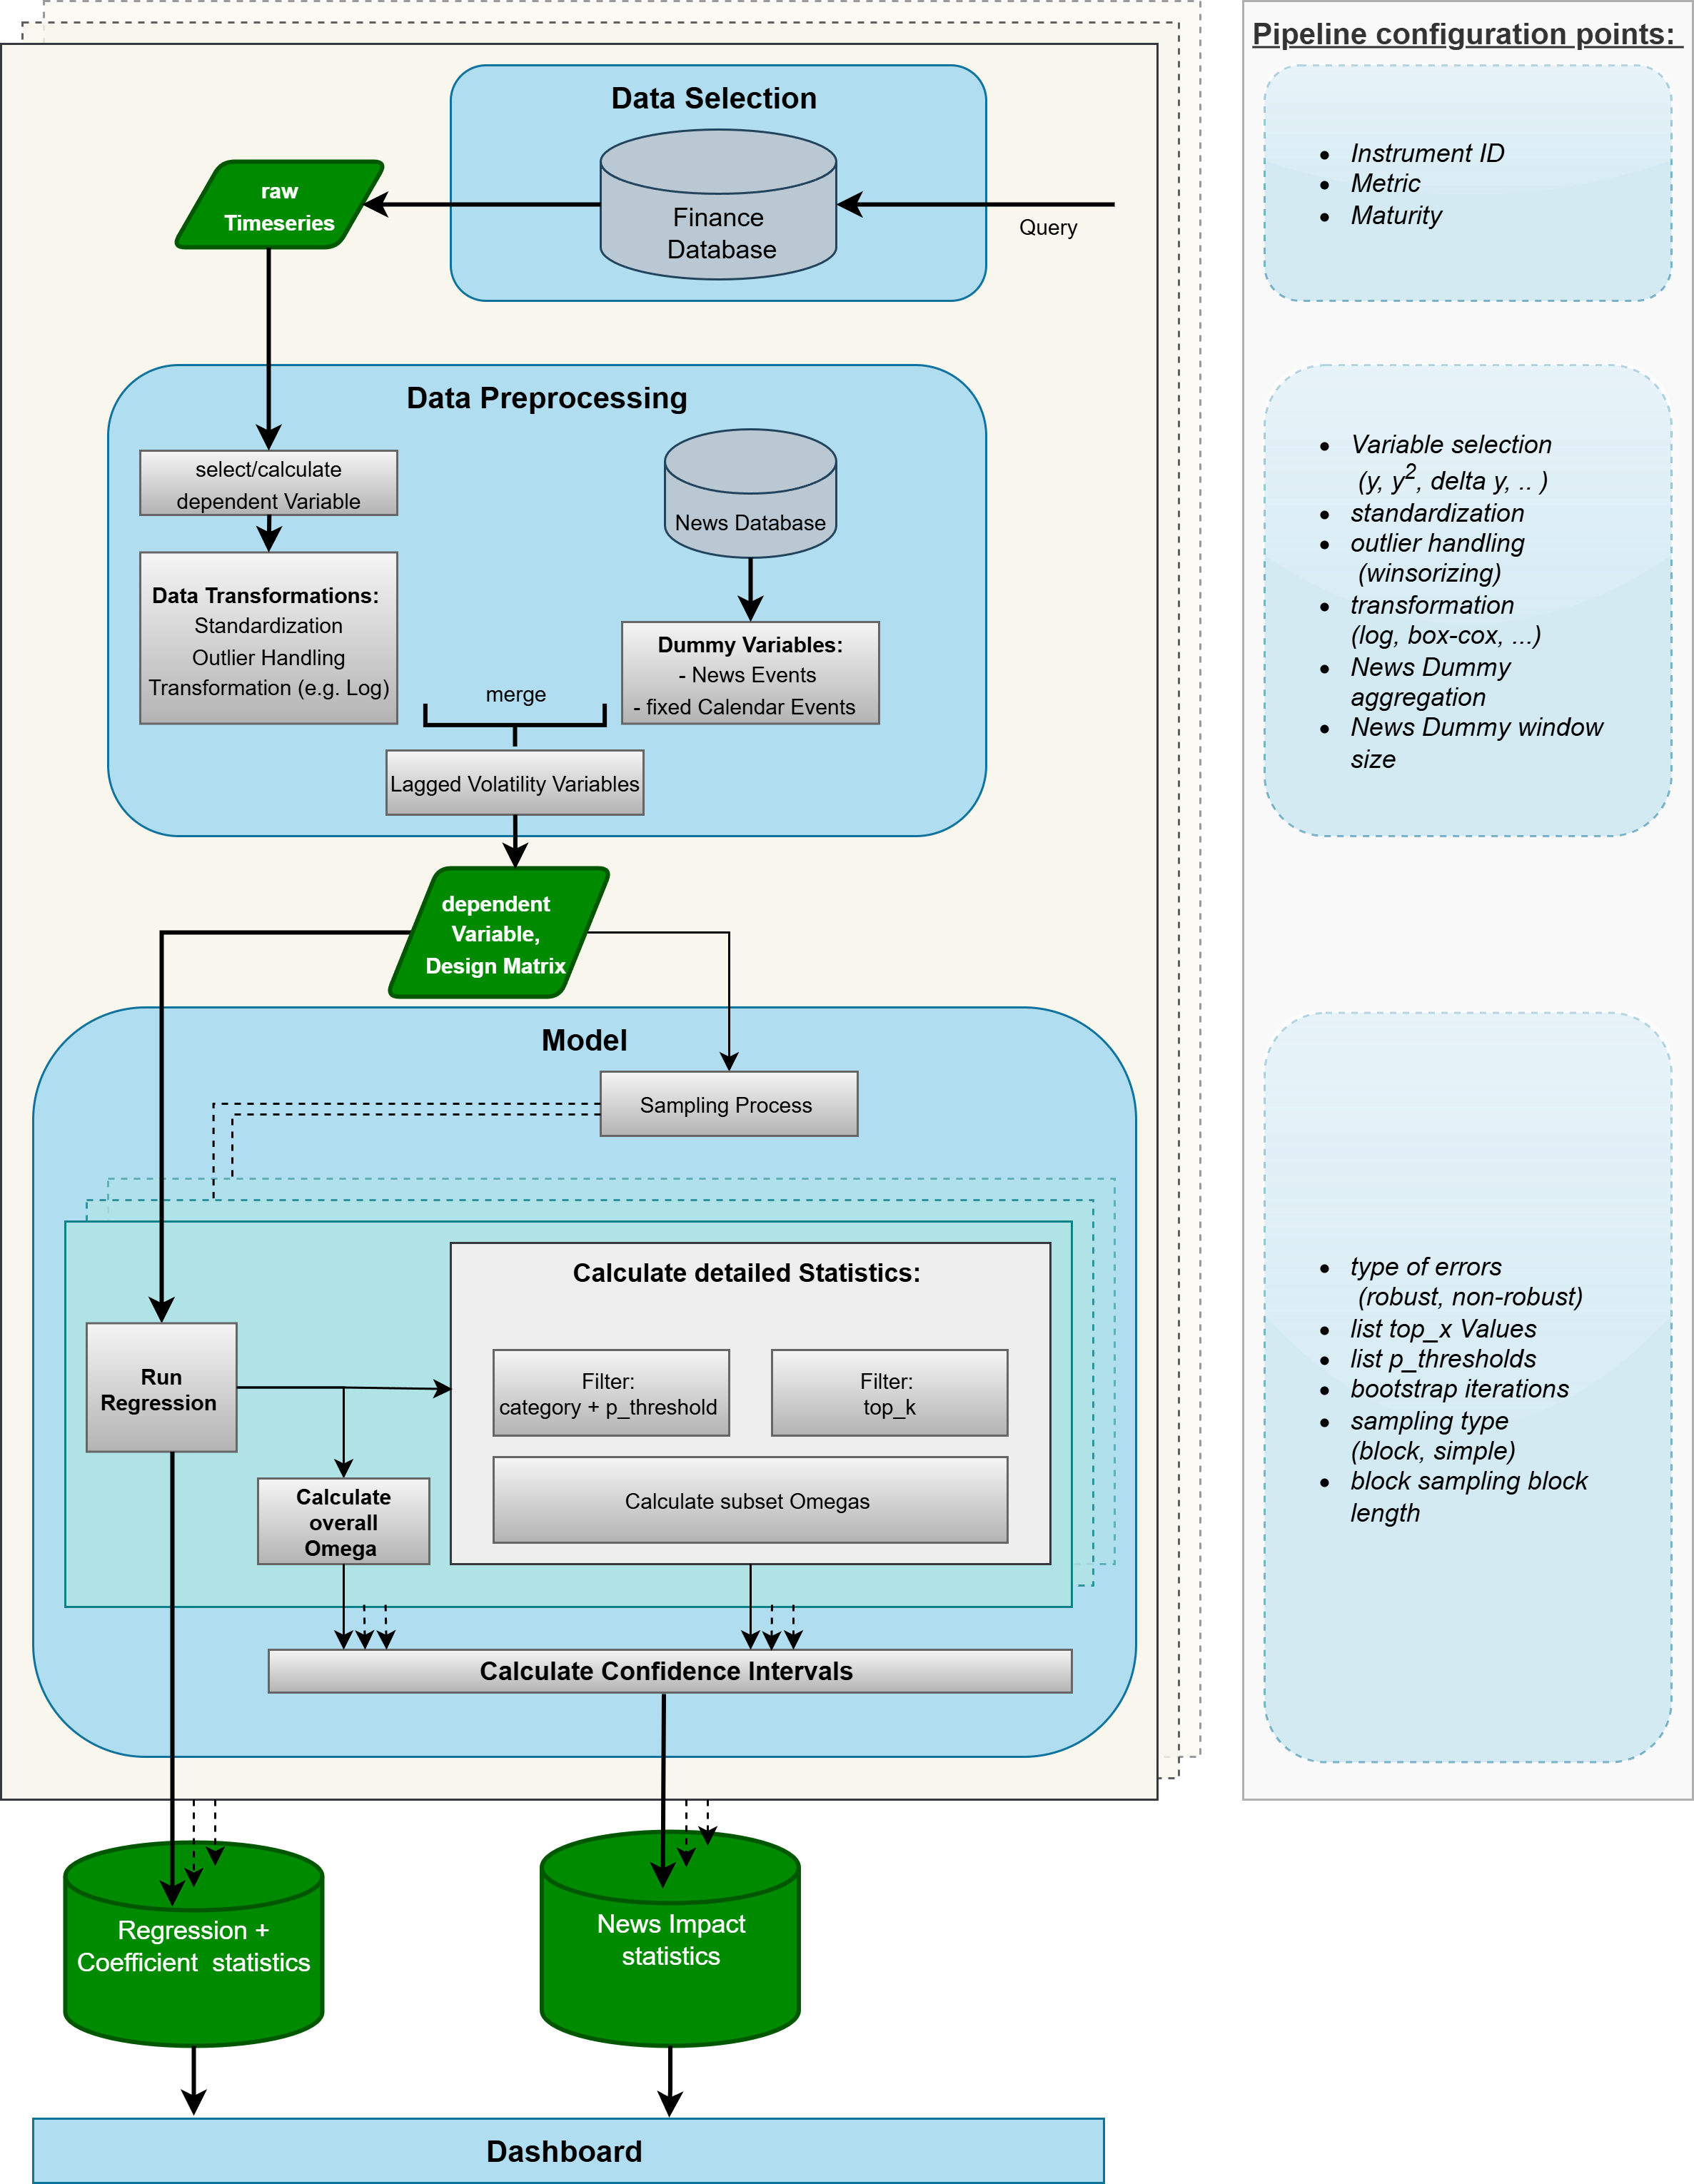 Pipeline configuration points:
Data Selection
Finance
Database
Query
raw
Timeseries
• Instrument ID
• Metric
• Maturity
Data Preprocessing
select/calculate
dependent Variable
Data Transformations:
Standardization
Outlier Handling
Transformation (e.g. Log)
News Database
Dummy Variables:
- News Events
- fixed Calendar Events
merge
Lagged Volatility Variables
• Variable selection
(y, y², delta y, .. )
• standardization
• outlier handling
(winsorizing)
• transformation
(log, box-cox, ...)
• News Dummy
aggregation
• News Dummy window
size
dependent
Variable,
Design Matrix
Model
Sampling Process
Calculate detailed Statistics:
Run
Regression
Filter:
category + p_threshold
Filter:
top_k
Calculate subset Omegas
Calculate
overall
Omega
Calculate Confidence Intervals
• type of errors
(robust, non-robust)
• list top_x Values
• list p_thresholds
• bootstrap iterations
• sampling type
(block, simple)
• block sampling block
length
Regression +
Coefficient  statistics
News Impact
statistics
Dashboard